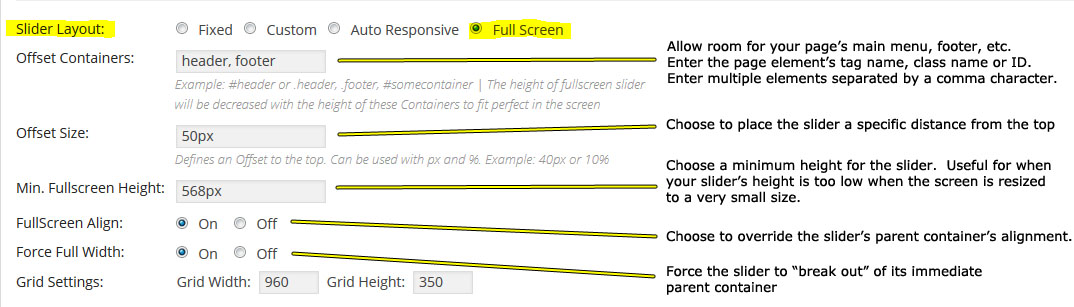 Slider Layout: Fixed Custom Auto Responsive Full Screen
Offset Containers: header, footer
Allow room for your page's main menu, footer, etc.
Enter the page element's tag name, class name or ID.
Enter multiple elements separated by a comma character.
Example: #header or .header, .footer, #somecontainer | The height of fullscreen slider
will be decreased with the height of these Containers to fit perfect in the screen
Offset Size: 50px
Choose to place the slider a specific distance from the top
Defines an Offset to the top. Can be used with px and %. Example: 40px or 10%
Min. Fullscreen Height: 568px
Choose a minimum height for the slider. Useful for when
your slider's height is too low when the screen is resized
to a very small size.
FullScreen Align: On Off
Choose to override the slider's parent container's alignment.
Force Full Width: On Off
Force the slider to “break out” of its immediate
parent container
Grid Settings: Grid Width: 960 Grid Height: 350